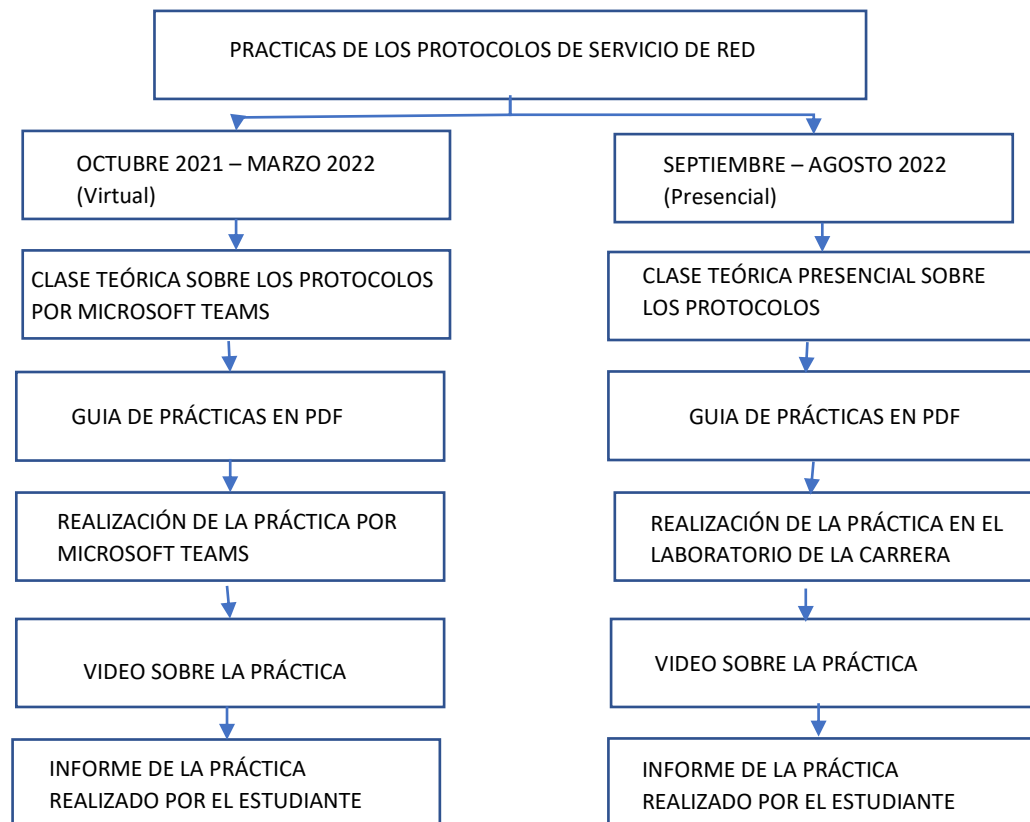 PRACTICAS DE LOS PROTOCOLOS DE SERVICIO DE RED
OCTUBRE 2021 – MARZO 2022
(Virtual)
SEPTIEMBRE – AGOSTO 2022
(Presencial)
CLASE TEÓRICA SOBRE LOS PROTOCOLOS
POR MICROSOFT TEAMS
CLASE TEÓRICA PRESENCIAL SOBRE
LOS PROTOCOLOS
GUIA DE PRÁCTICAS EN PDF
GUIA DE PRÁCTICAS EN PDF
REALIZACIÓN DE LA PRÁCTICA POR
MICROSOFT TEAMS
REALIZACIÓN DE LA PRÁCTICA EN EL
LABORATORIO DE LA CARRERA
VIDEO SOBRE LA PRÁCTICA
VIDEO SOBRE LA PRÁCTICA
INFORME DE LA PRÁCTICA
REALIZADO POR EL ESTUDIANTE
INFORME DE LA PRÁCTICA
REALIZADO POR EL ESTUDIANTE